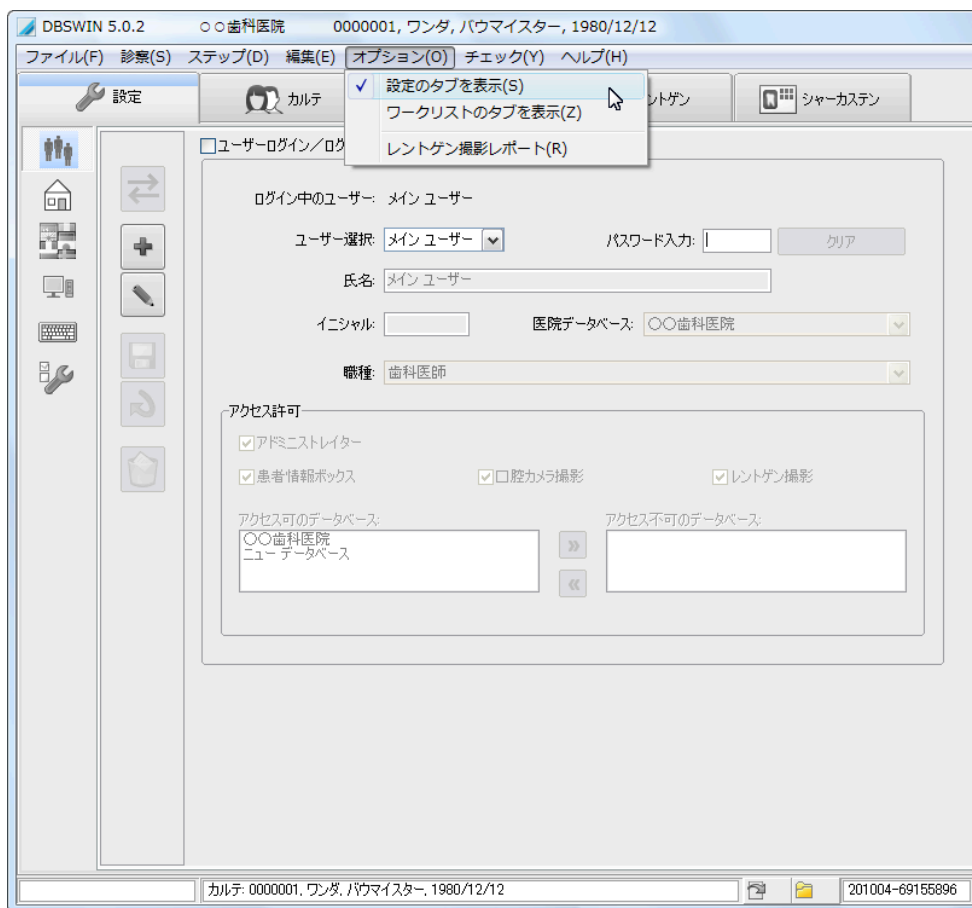 DBSWIN 5.0.2 ○○歯科医院 0000001, ワンダ, バウマイスター, 1980/12/12
ファイル(F) 診察(S) ステップ(D) 編集(E) オプション(O) チェック(Y) ヘルプ(H)
設定 カルテ ントゲン シャーカステン
設定のタブを表示(S)
ワークリストのタブを表示(Z)
レントゲン撮影レポート(R)
ユーザーログイン/ログ
ログイン中のユーザー: メイン ユーザー
ユーザー選択: メイン ユーザー パスワード入力: クリア
氏名: メイン ユーザー
イニシャル: 医院データベース: ○○歯科医院
職種: 歯科医師
アクセス許可
アドミニストレイター
患者情報ボックス 口腔カメラ撮影 レントゲン撮影
アクセス可のデータベース: アクセス不可のデータベース:
○○歯科医院
ニュー データベース
カルテ: 0000001, ワンダ, バウマイスター, 1980/12/12 201004-69155896